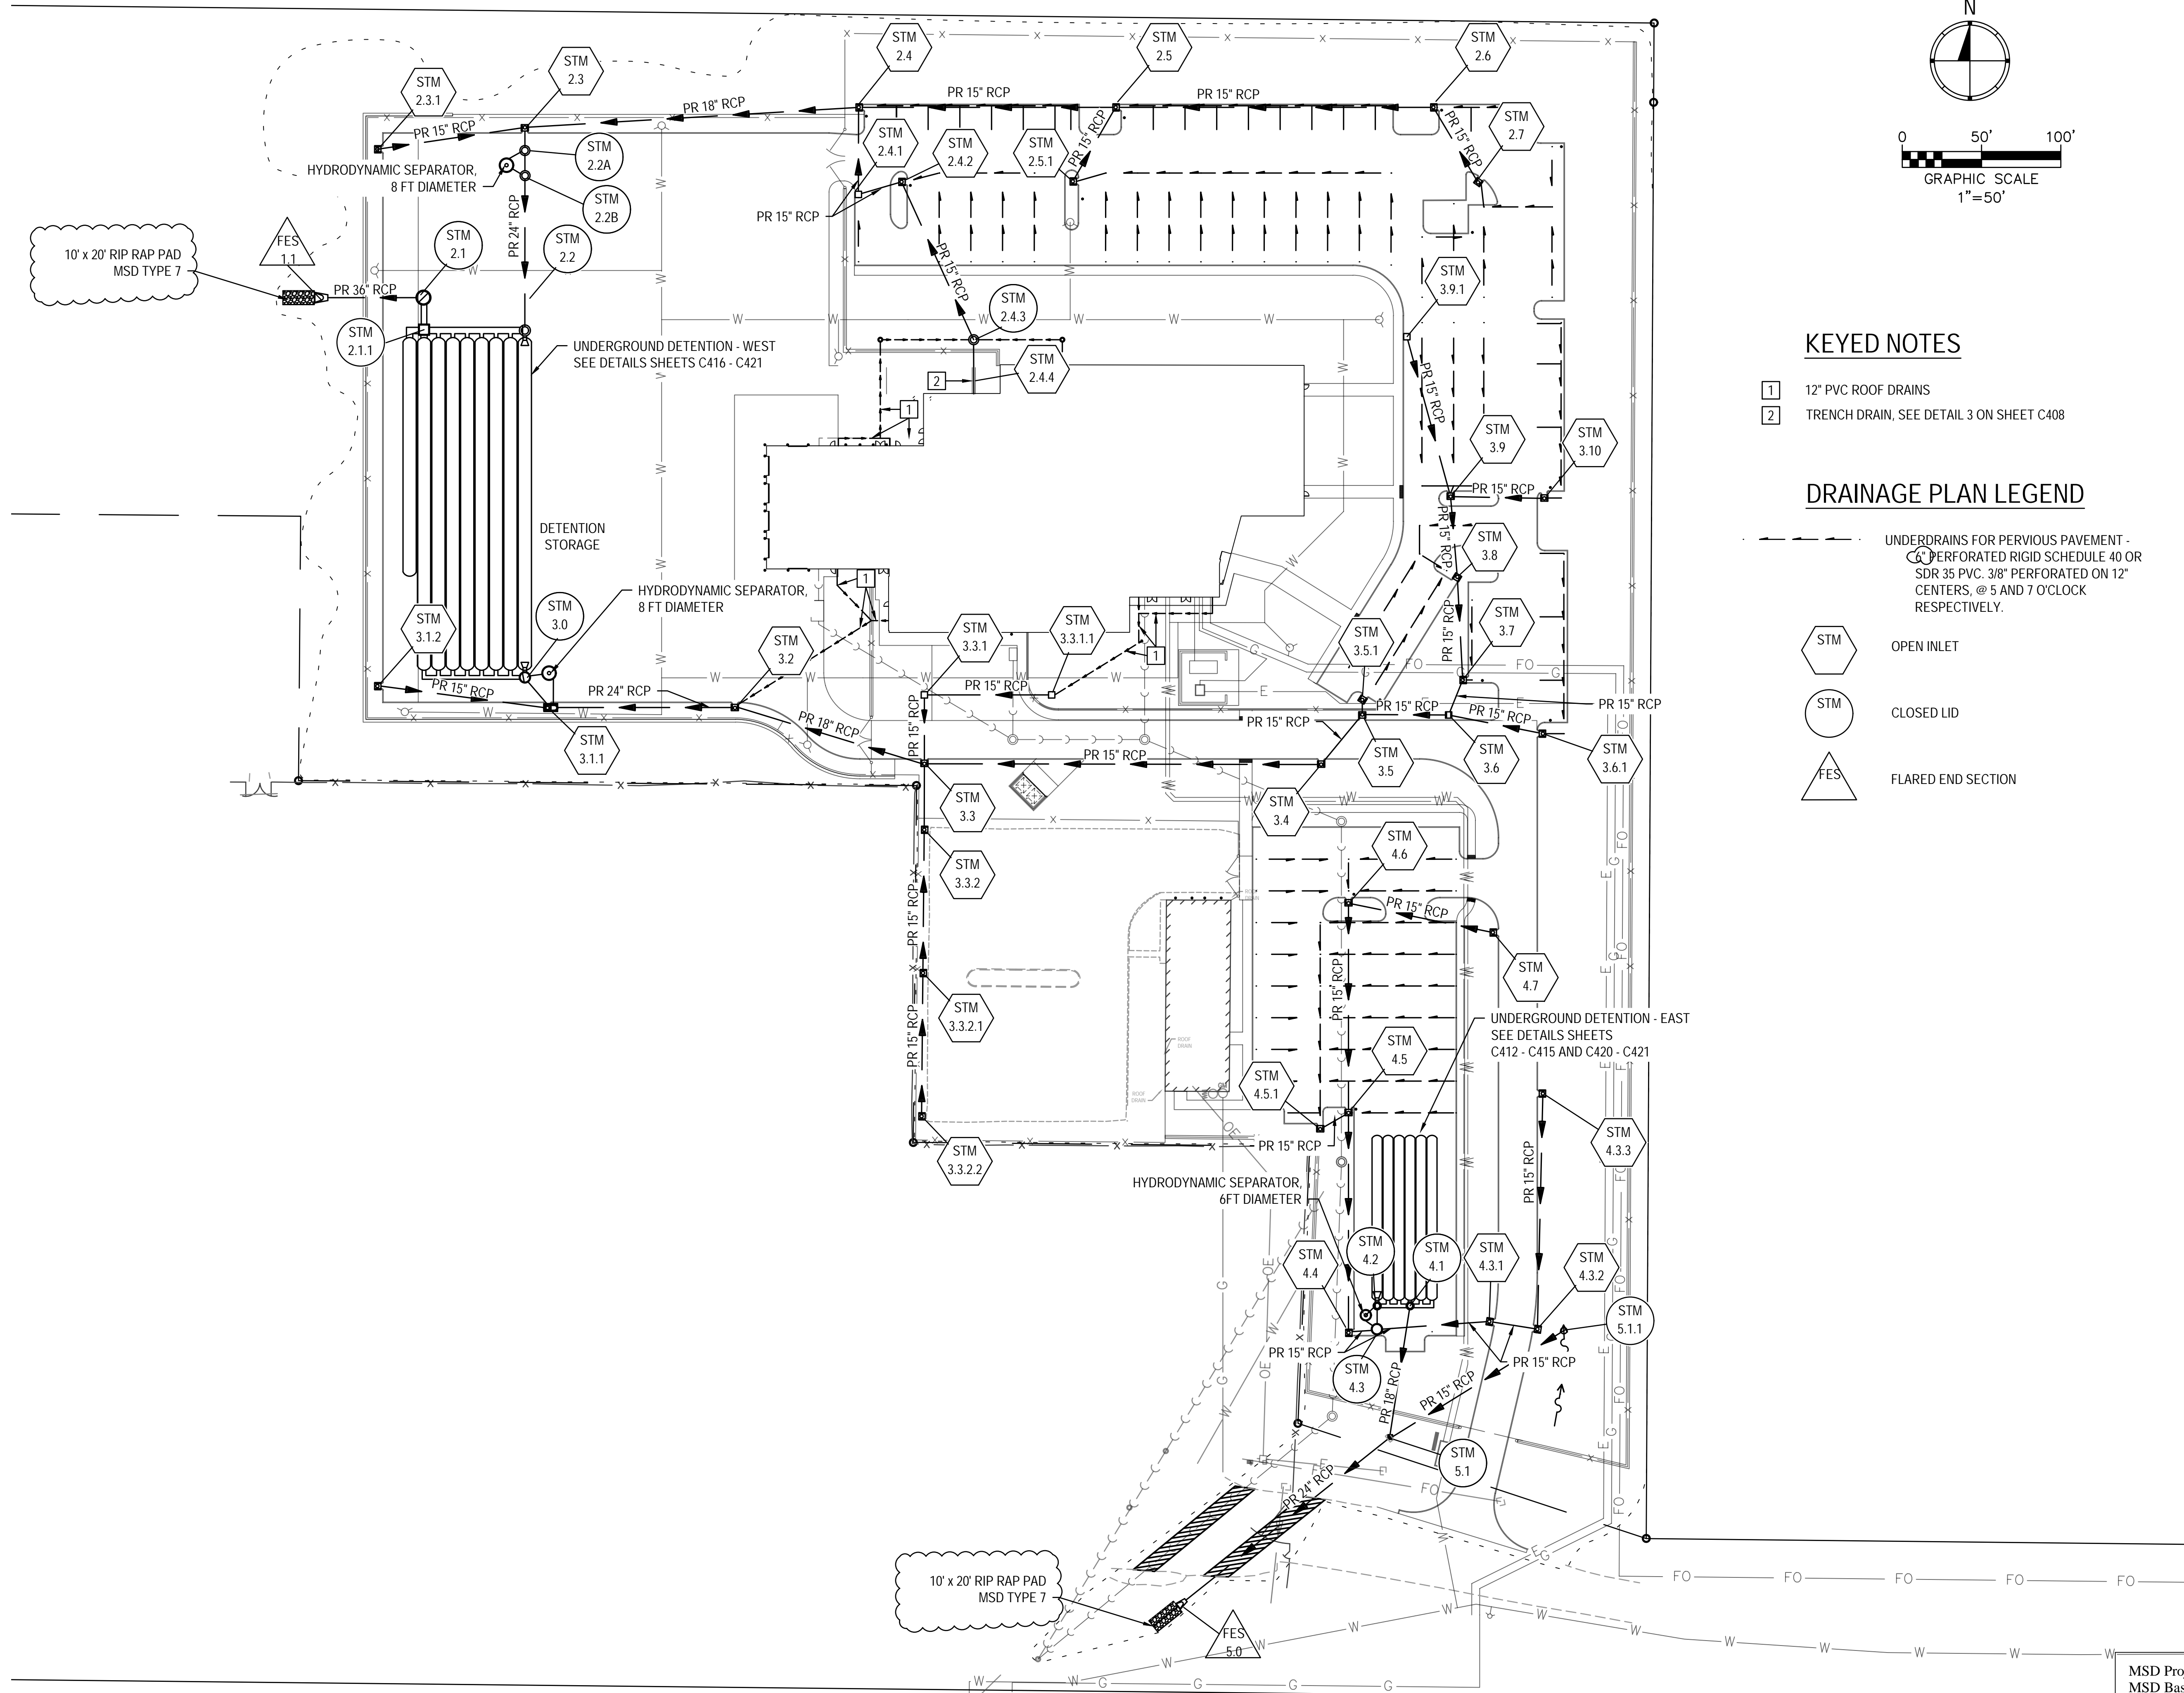 STM
2.4
STM
2.5
STM
2.6
N
STM
2.3
STM
2.3.1
PR 18" RCP
PR 15" RCP
PR 15" RCP
PR 15" RCP
STM
2.7
PR 15" RCP
PR 15" RCP
STM
2.4.1
STM
2.4.2
STM
2.5.1
STM
2.2A
HYDRODYNAMIC SEPARATOR,
8 FT DIAMETER
STM
2.2B
PR 15" RCP
PR 24" RCP
0 50' 100'
GRAPHIC SCALE
1"=50'
10' x 20' RIP RAP PAD
MSD TYPE 7
FES
1.1
STM
2.1
STM
2.2
PR 36" RCP
PR 15" RCP
STM
3.9.1
STM
2.4.3
STM
2.1.1
UNDERGROUND DETENTION - WEST
SEE DETAILS SHEETS C416 - C421
STM
2.4.4
2
1
PR 15" RCP
KEYED NOTES
1 12" PVC ROOF DRAINS
2 TRENCH DRAIN, SEE DETAIL 3 ON SHEET C408
STM
3.9
STM
3.10
PR 15" RCP
DRAINAGE PLAN LEGEND
UNDERDRAINS FOR PERVIOUS PAVEMENT -
6" PERFORATED RIGID SCHEDULE 40 OR
SDR 35 PVC. 3/8" PERFORATED ON 12"
CENTERS, @ 5 AND 7 O'CLOCK
RESPECTIVELY.
STM
OPEN INLET
STM
CLOSED LID
FES
FLARED END SECTION
DETENTION
STORAGE
PR 15" RCP
STM
3.8
1
HYDRODYNAMIC SEPARATOR,
8 FT DIAMETER
STM
3.0
STM
3.1.2
STM
3.2
STM
3.3.1
STM
3.3.1.1
1
STM
3.5.1
STM
3.7
PR 15" RCP
PR 15" RCP
PR 24" RCP
PR 15" RCP
PR 15" RCP
PR 15" RCP
PR 15" RCP
PR 18" RCP
PR 15" RCP
PR 15" RCP
PR 15" RCP
STM
3.1.1
STM
3.5
STM
3.6
STM
3.6.1
STM
3.3
STM
3.4
STM
4.6
STM
3.3.2
PR 15" RCP
PR 15" RCP
ROOF
DRAIN
STM
4.7
PR 15" RCP
STM
3.3.2.1
PR 15" RCP
ROOF
DRAIN
UNDERGROUND DETENTION - EAST
SEE DETAILS SHEETS
C412 - C415 AND C420 - C421
STM
4.5
STM
4.5.1
ROOF
DRAIN
STM
4.3.3
PR 15" RCP
STM
3.3.2.2
PR 15" RCP
HYDRODYNAMIC SEPARATOR,
6FT DIAMETER
STM
4.2
STM
4.1
STM
4.3.1
STM
4.4
STM
4.3.2
STM
5.1.1
PR 15" RCP
STM
4.3
PR 15" RCP
PR 18" RCP
PR 15" RCP
STM
5.1
PR 24" RCP
10' x 20' RIP RAP PAD
MSD TYPE 7
FES
5.0
MSD Pro
MSD Bas